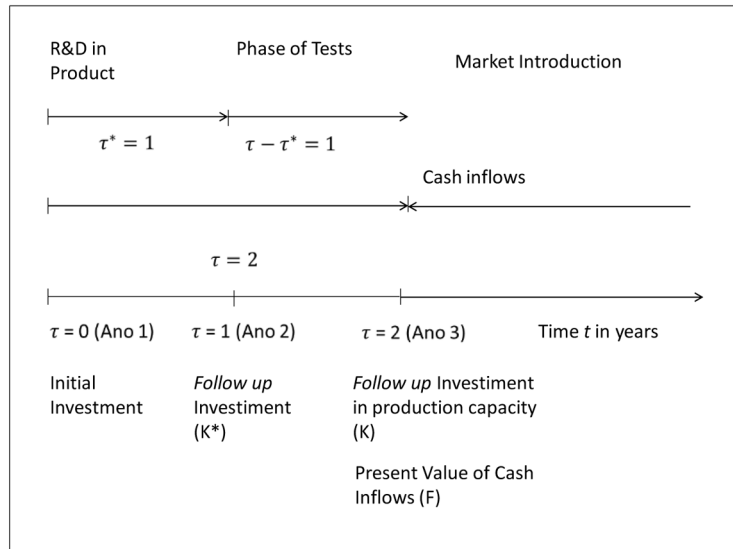 R&D in
Product
Phase of Tests
Market Introduction
τ* = 1
τ − τ* = 1
Cash inflows
τ = 2
τ = 0 (Ano 1)
τ = 1 (Ano 2)
τ = 2 (Ano 3)
Time t in years
Initial
Investment
Follow up
Investiment
(K*)
Follow up Investiment
in production capacity
(K)
Present Value of Cash
Inflows (F)